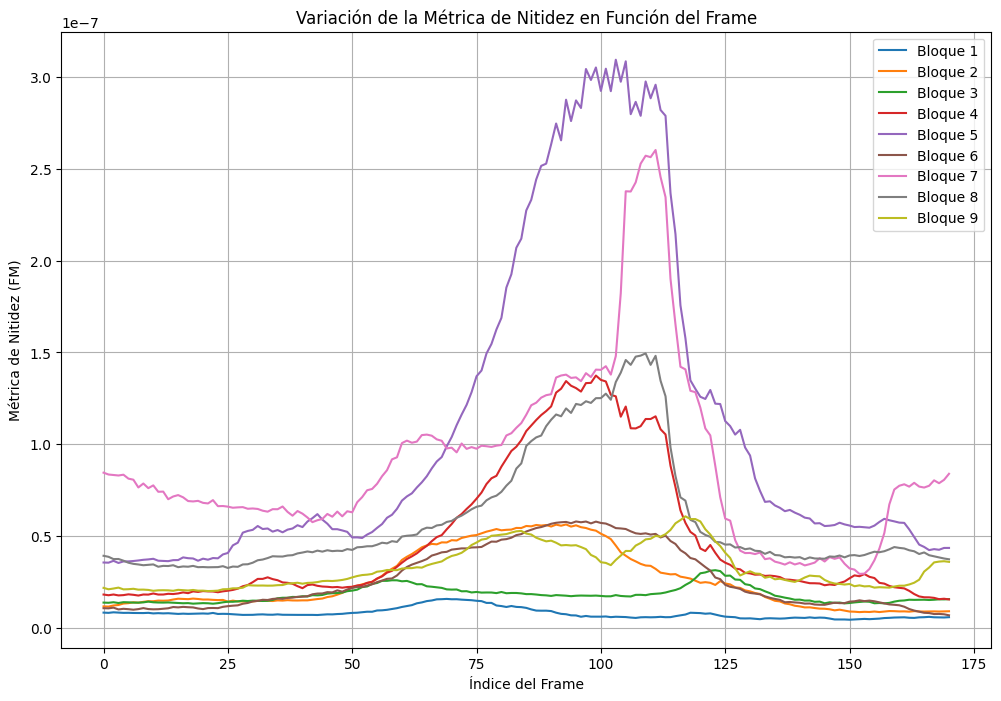 Variación de la Métrica de Nitidez en Función del Frame
1e−7
Métrica de Nitidez (FM)
3.0
2.5
2.0
1.5
1.0
0.5
0.0
0
25
50
75
100
125
150
175
Índice del Frame
Bloque 1
Bloque 2
Bloque 3
Bloque 4
Bloque 5
Bloque 6
Bloque 7
Bloque 8
Bloque 9